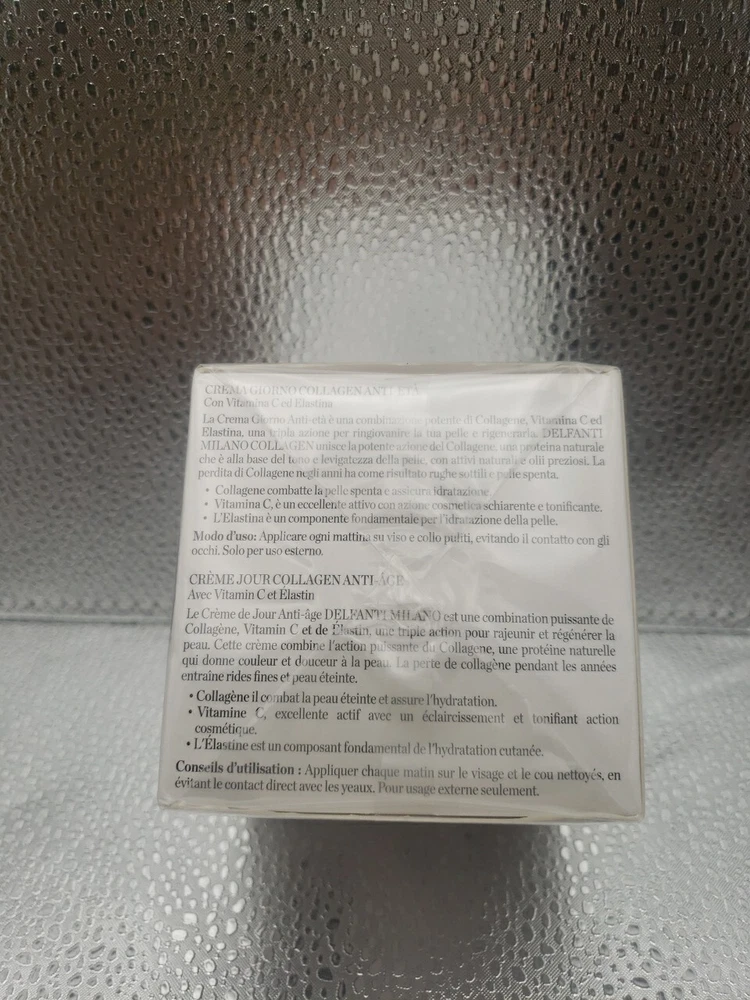 CREMA GIORNO COLLAGEN ANTI-ETÀ
Con Vitamina C ed Elastina
La Crema Giorno Anti-età è una combinazione potente di Collagene, Vitamina C ed
Elastina, una tripla azione per ringiovanire la tua pelle e rigenerarla. DELFANTI
MILANO COLLAGEN unisce la potente azione del Collagene, una proteina naturale
che è alla base del tono e levigatezza della pelle, con attivi naturali e olii preziosi. La
perdita di Collagene negli anni ha come risultato rughe sottili e pelle spenta.
• Collagene combatte la pelle spenta e assicura idratazione.
• Vitamina C, è un eccellente attivo con azione cosmetica schiarente e tonificante.
• L'Elastina è un componente fondamentale per l'idratazione della pelle.
Modo d'uso: Applicare ogni mattina su viso e collo puliti, evitando il contatto con gli
occhi. Solo per uso esterno.
CRÈME JOUR COLLAGEN ANTI-ÂGE
Avec Vitamin C et Élastin
Le Crème de Jour Anti-âge DELFANTI MILANO est une combination puissante de
Collagène, Vitamin C et de Élastin, une triple action pour rajeunir et régénérer la
peau. Cette crème combine l'action puissante du Collagene, une protéine naturelle
qui donne couleur et douceur à la peau. La perte de collagène pendant les années
entraîne rides fines et peau éteinte.
• Collagène il combat la peau éteinte et assure l'hydratation.
• Vitamine C, excellente actif avec un éclaircissement et tonifiant action
cosmétique.
• L'Élastine est un composant fondamental de l'hydratation cutanée.
Conseils d'utilisation : Appliquer chaque matin sur le visage et le cou nettoyés, en
évitant le contact direct avec les yeaux. Pour usage externe seulement.